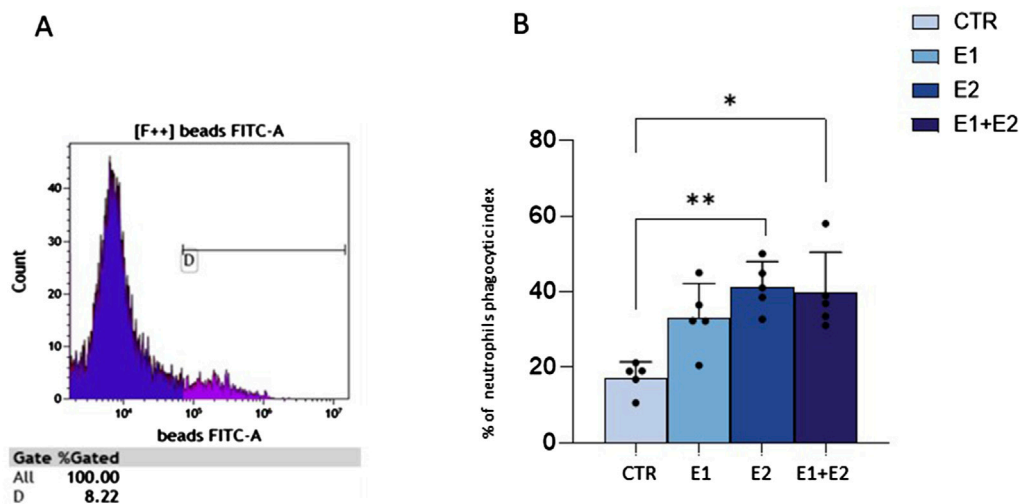 A
[F++] beads FITC-A
Count
40
30
20
10
0
D
10⁴ 10⁵ 10⁶ 10⁷
beads FITC-A
Gate %Gated
All 100.00
D 8.22
B
CTR
E1
E2
E1+E2
% of neutrophils phagocytic index
80
60
40
20
0
*
**
CTR E1 E2 E1+E2